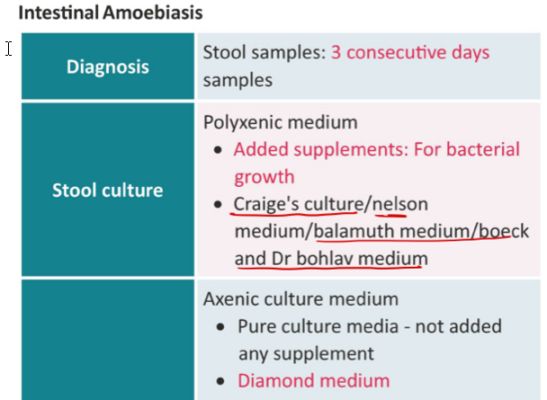 Intestinal Amoebiasis
Diagnosis
Stool samples: 3 consecutive days
samples
Stool culture
Polyxenic medium
• Added supplements: For bacterial
growth
• Craige's culture/nelson
medium/balamuth medium/boeck
and Dr bohlav medium
Axenic culture medium
• Pure culture media - not added
any supplement
• Diamond medium